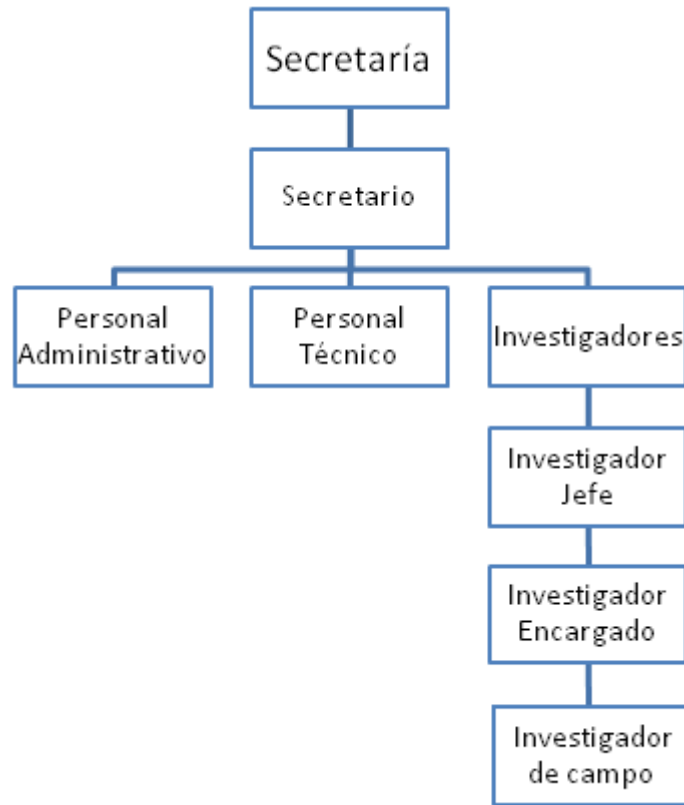 Secretaría
Secretario
Personal
Administrativo
Personal
Técnico
Investigadores
Investigador
Jefe
Investigador
Encargado
Investigador
de campo